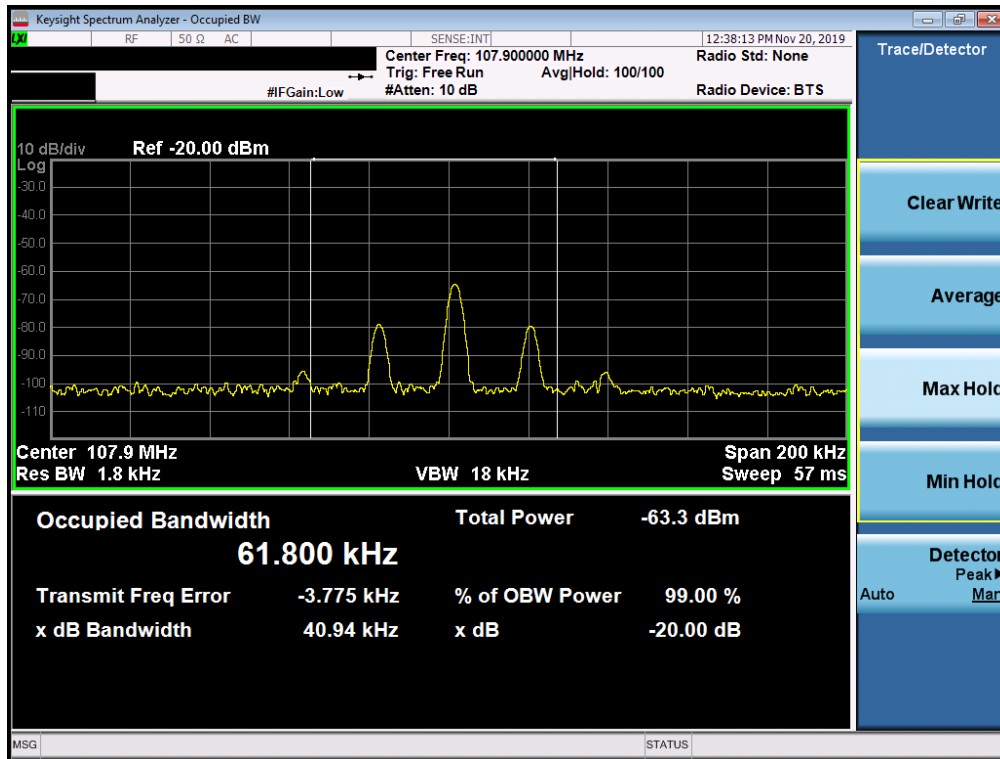 Keysight Spectrum Analyzer - Occupied BW
LXI RF 50 Ω AC SENSE:INT 12:38:13 PM Nov 20, 2019
Center Freq: 107.900000 MHz Radio Std: None
Trig: Free Run Avg|Hold: 100/100
#IFGain:Low #Atten: 10 dB Radio Device: BTS
10 dB/div Ref -20.00 dBm
Log
-30.0
-40.0
-50.0
-60.0
-70.0
-80.0
-90.0
-100
-110
Center 107.9 MHz Span 200 kHz
Res BW 1.8 kHz VBW 18 kHz Sweep 57 ms
Occupied Bandwidth Total Power -63.3 dBm
61.800 kHz
Transmit Freq Error -3.775 kHz % of OBW Power 99.00 %
x dB Bandwidth 40.94 kHz x dB -20.00 dB
MSG STATUS
Trace/Detector
Clear Write
Average
Max Hold
Min Hold
Detector
Peak
Auto Man